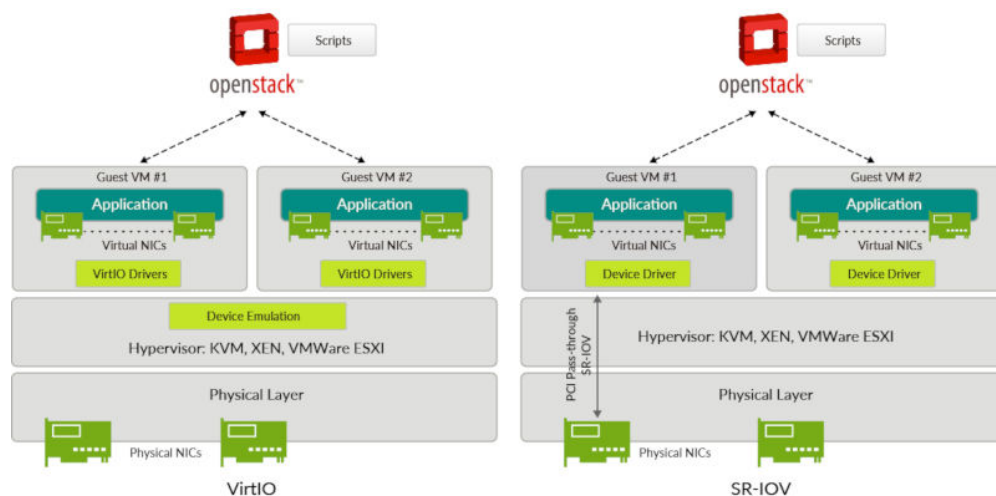 Scripts
openstack™
Guest VM #1
Application
Virtual NICs
VirtIO Drivers
Guest VM #2
Application
Virtual NICs
VirtIO Drivers
Device Emulation
Hypervisor: KVM, XEN, VMWare ESXI
Physical Layer
Physical NICs
VirtIO
Scripts
openstack™
Guest VM #1
Application
Virtual NICs
Device Driver
Guest VM #2
Application
Virtual NICs
Device Driver
PCI Pass-through
SR-IOV
Hypervisor: KVM, XEN, VMWare ESXI
Physical Layer
Physical NICs
SR-IOV